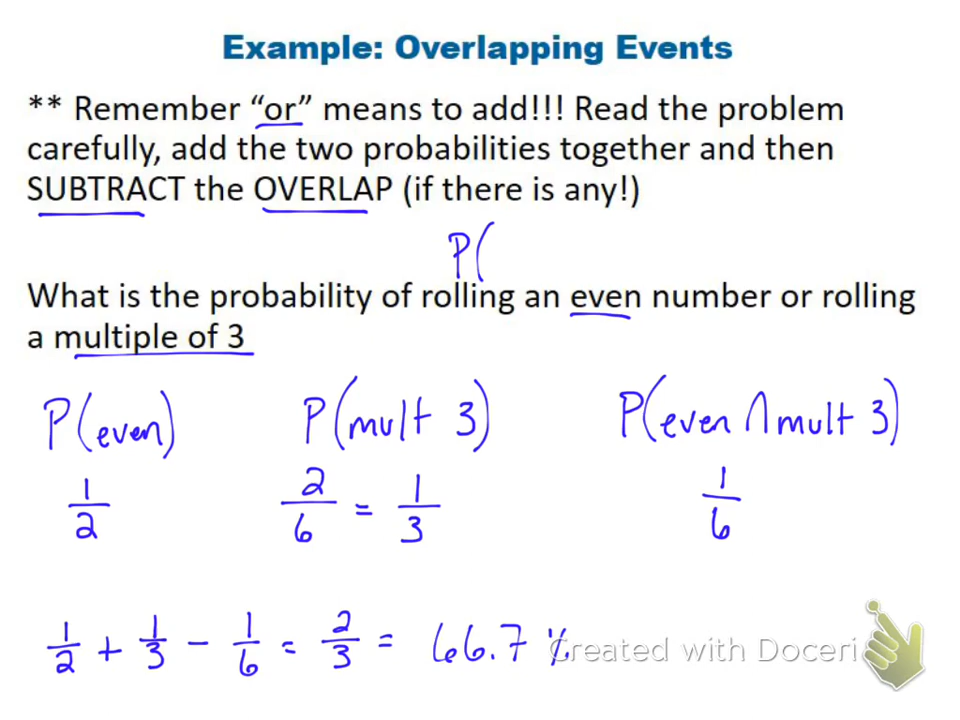 Example: Overlapping Events
** Remember “or” means to add!!! Read the problem
carefully, add the two probabilities together and then
SUBTRACT the OVERLAP (if there is any!)
P(
What is the probability of rolling an even number or rolling
a multiple of 3
P(even) P(mult 3) P(even ∩ mult 3)
1/2 2/6 = 1/3 1/6
1/2 + 1/3 - 1/6 = 2/3 = 66.7 %
Created with Doceri